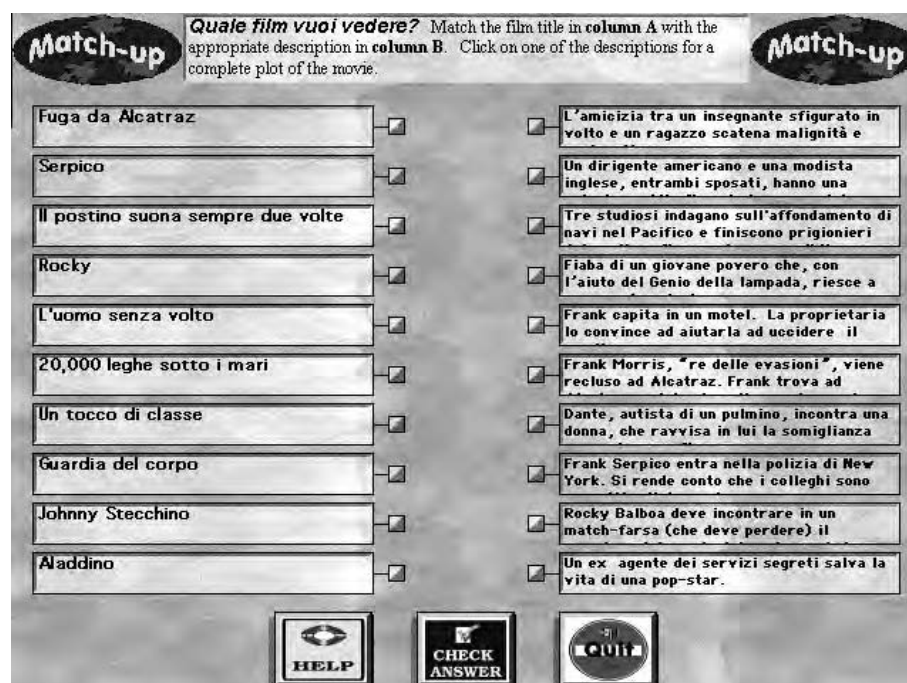 Match-up
Quale film vuoi vedere? Match the film title in column A with the
appropriate description in column B. Click on one of the descriptions for a
complete plot of the movie.
Match-up
Fuga da Alcatraz
Serpico
Il postino suona sempre due volte
Rocky
L'uomo senza volto
20,000 leghe sotto i mari
Un tocco di classe
Guardia del corpo
Johnny Stecchino
Aladdino
L'amicizia tra un insegnante sfigurato in
volto e un ragazzo scatena malignità e
Un dirigente americano e una modista
inglese, entrambi sposati, hanno una
Tre studiosi indagano sull'affondamento di
navi nel Pacifico e finiscono prigionieri
Fiaba di un giovane povero che, con
l'aiuto del Genio della lampada, riesce a
Frank capita in un motel. La proprietaria
lo convince ad aiutarla ad uccidere il
Frank Morris, "re delle evasioni", viene
recluso ad Alcatraz. Frank trova ad
Dante, autista di un pulmino, incontra una
donna, che ravvisa in lui la somiglianza
Frank Serpico entra nella polizia di New
York. Si rende conto che i colleghi sono
Rocky Balboa deve incontrare in un
match-farsa (che deve perdere) il
Un ex agente dei servizi segreti salva la
vita di una pop-star.
HELP
CHECK
ANSWER
Quit